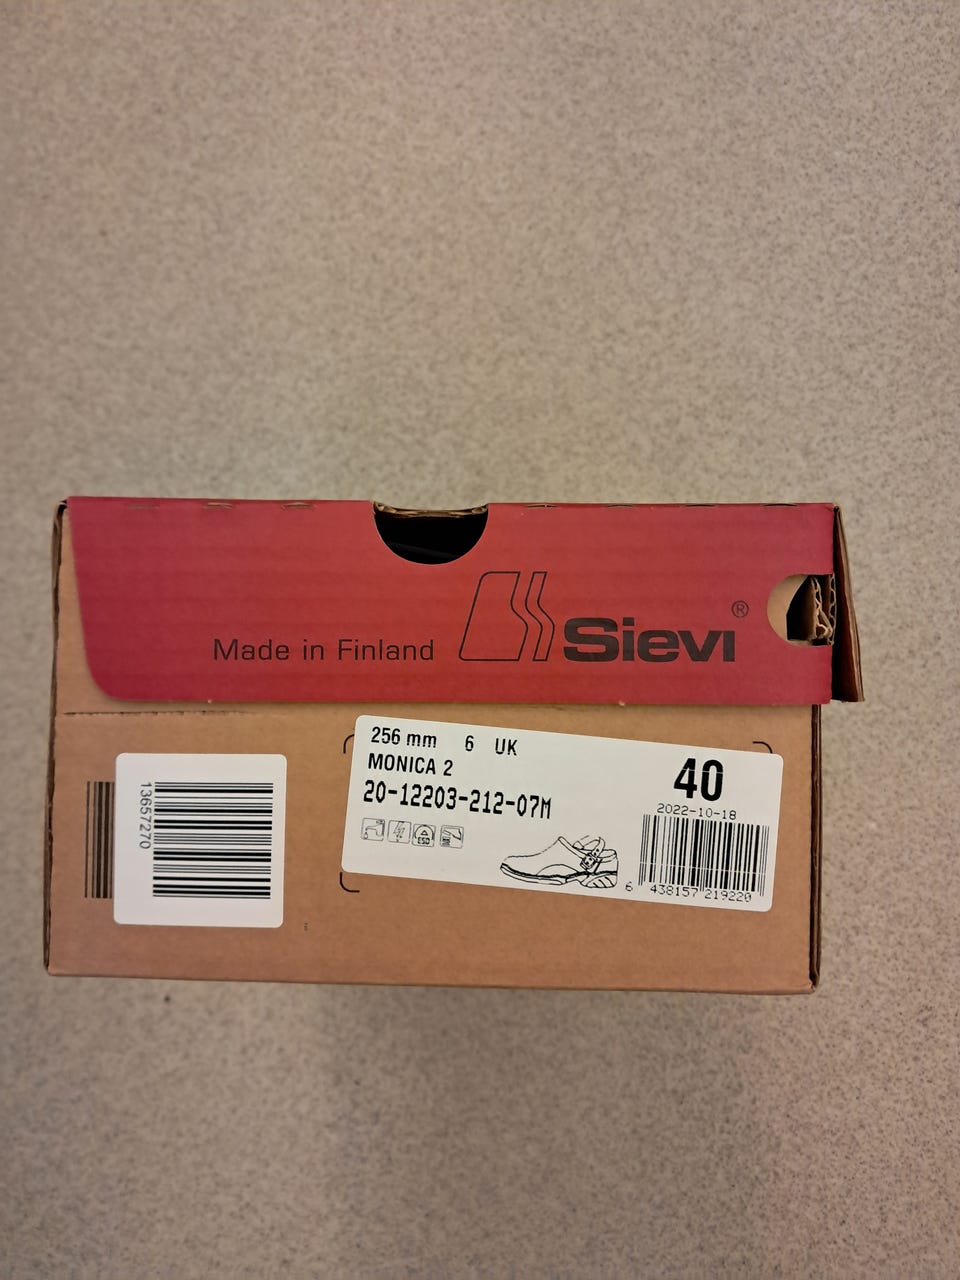 Made in Finland Sievi ®
256 mm 6 UK
MONICA 2
20-12203-212-07M
ESD
40
2022-10-18
6 438157 219220
13657270